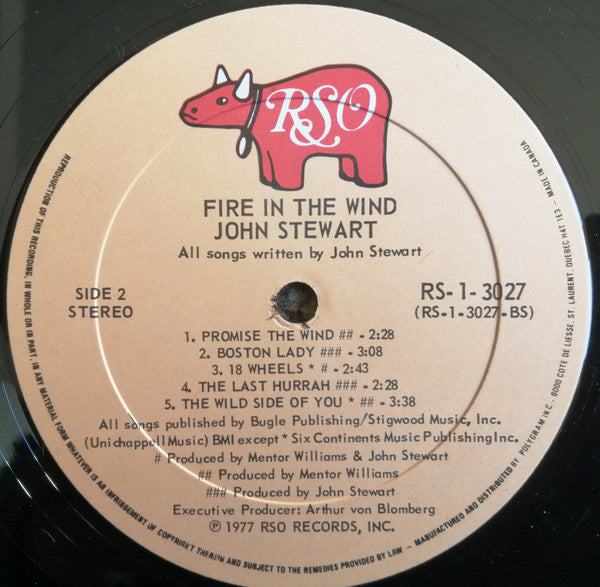 RSO
FIRE IN THE WIND
JOHN STEWART
All songs written by John Stewart
SIDE 2
STEREO
RS-1-3027
(RS-1-3027-BS)
1. PROMISE THE WIND ## - 2:28
2. BOSTON LADY ### - 3:08
3. 18 WHEELS * # - 2:43
4. THE LAST HURRAH ### - 2:28
5. THE WILD SIDE OF YOU * ## - 3:38
All songs published by Bugle Publishing/Stigwood Music, Inc.
(Unichappell Music) BMI except * Six Continents Music Publishing Inc.
# Produced by Mentor Williams & John Stewart
## Produced by Mentor Williams
### Produced by John Stewart
Executive Producer: Arthur von Blomberg
℗ 1977 RSO RECORDS, INC.
REPRODUCTION OF THIS RECORDING, IN WHOLE OR IN PART, IN ANY MATERIAL FORM WHATEVER IS AN INFRINGEMENT OF COPYRIGHT THEREIN AND SUBJECT TO THE REMEDIES PROVIDED BY LAW – MANUFACTURED AND DISTRIBUTED BY POLYGRAM INC., 6000 COTE DE LIESSE, ST. LAURENT, QUEBEC H4T 1E3 – MADE IN CANADA